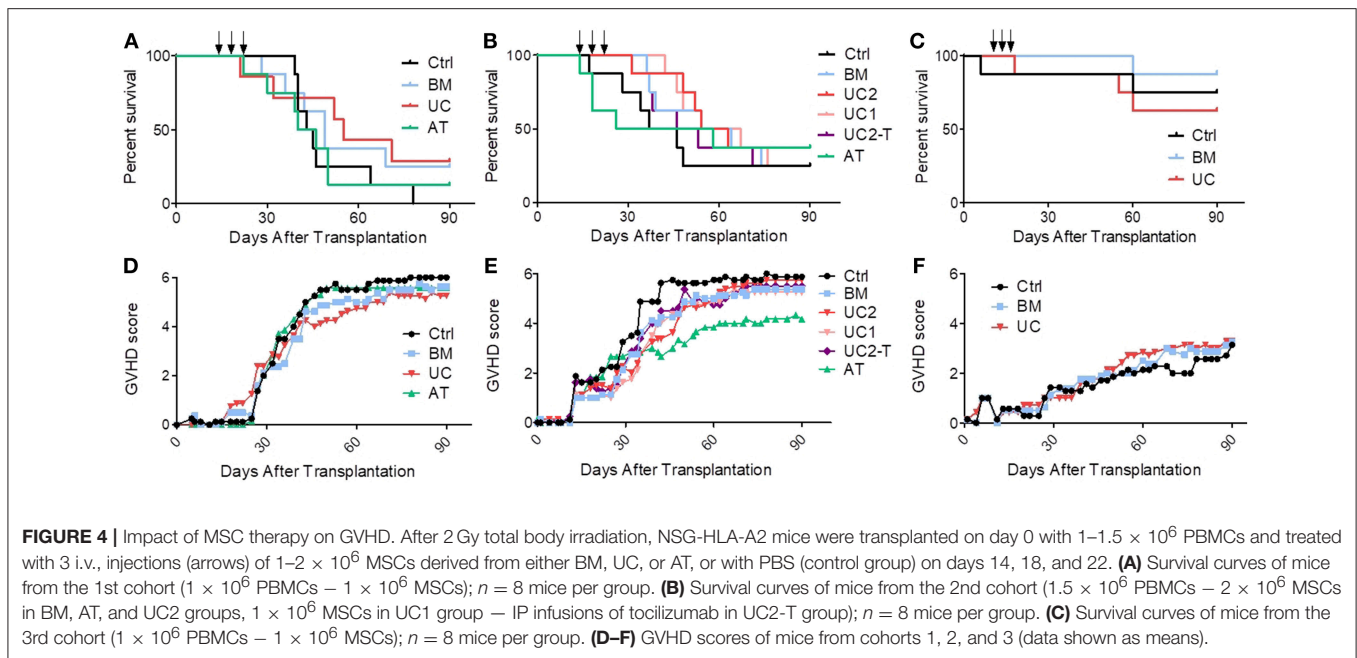 A
Percent survival
100
50
0
0 30 60 90
Days After Transplantation
Ctrl
BM
UC
AT
B
Percent survival
100
50
0
0 30 60 90
Days After Transplantation
Ctrl
BM
UC2
UC1
UC2-T
AT
C
Percent survival
100
50
0
0 30 60 90
Days After Transplantation
Ctrl
BM
UC
D
GVHD score
6
4
2
0
0 30 60 90
Days After Transplantation
Ctrl
BM
UC
AT
E
GVHD score
6
4
2
0
0 30 60 90
Days After Transplantation
Ctrl
BM
UC2
UC1
UC2-T
AT
F
GVHD score
6
4
2
0
0 30 60 90
Days After Transplantation
Ctrl
BM
UC
FIGURE 4 | Impact of MSC therapy on GVHD. After 2 Gy total body irradiation, NSG-HLA-A2 mice were transplanted on day 0 with 1–1.5 × 10⁶ PBMCs and treated
with 3 i.v., injections (arrows) of 1–2 × 10⁶ MSCs derived from either BM, UC, or AT, or with PBS (control group) on days 14, 18, and 22. (A) Survival curves of mice
from the 1st cohort (1 × 10⁶ PBMCs − 1 × 10⁶ MSCs); n = 8 mice per group. (B) Survival curves of mice from the 2nd cohort (1.5 × 10⁶ PBMCs − 2 × 10⁶ MSCs
in BM, AT, and UC2 groups, 1 × 10⁶ MSCs in UC1 group − IP infusions of tocilizumab in UC2-T group); n = 8 mice per group. (C) Survival curves of mice from the
3rd cohort (1 × 10⁶ PBMCs − 1 × 10⁶ MSCs); n = 8 mice per group. (D–F) GVHD scores of mice from cohorts 1, 2, and 3 (data shown as means).